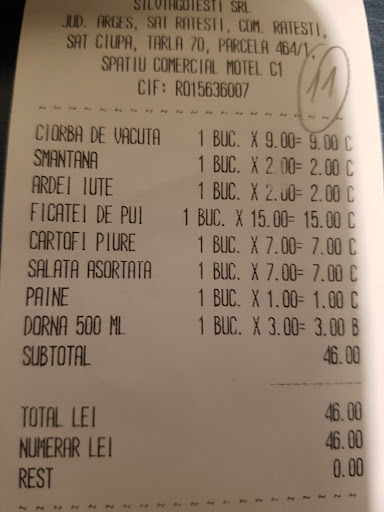 SILVIAGOIESTI SRL
JUD. ARGES, SAT RATESTI, COM. RATESTI,
SAT CIUPA, TARLA 70, PARCELA 464/1,
SPATIU COMERCIAL MOTEL C1
CIF: RO15636007
11
CIORBA DE VACUTA 1 BUC. X 9.00= 9.00 C
SMANTANA 1 BUC. X 2.00= 2.00 C
ARDEI IUTE 1 BUC. X 2.00= 2.00 C
FICATEI DE PUI 1 BUC. X 15.00= 15.00 C
CARTOFI PIURE 1 BUC. X 7.00= 7.00 C
SALATA ASORTATA 1 BUC. X 7.00= 7.00 C
PAINE 1 BUC. X 1.00= 1.00 C
DORNA 500 ML 1 BUC. X 3.00= 3.00 B
SUBTOTAL 46.00
TOTAL LEI 46.00
NUMERAR LEI 46.00
REST 0.00